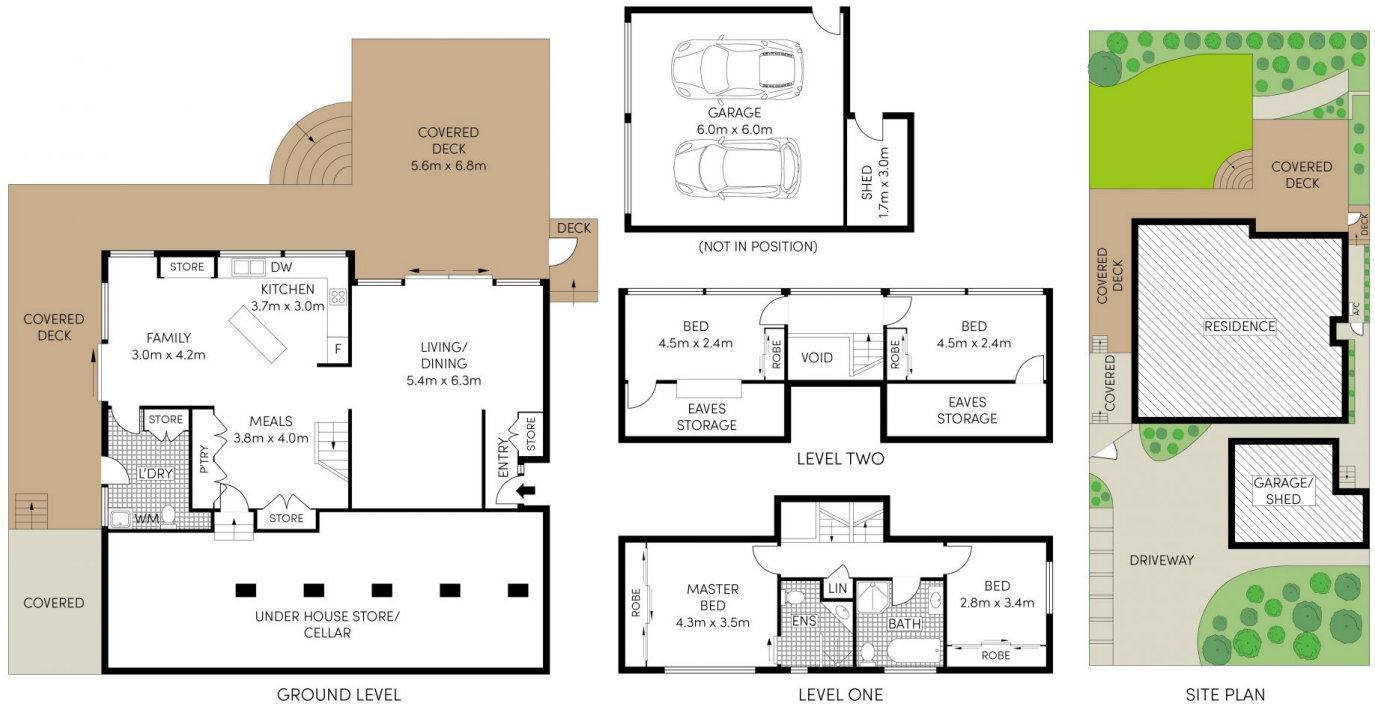 COVERED
DECK
5.6m x 6.8m
DECK
STORE
DW
KITCHEN
3.7m x 3.0m
COVERED
DECK
FAMILY
3.0m x 4.2m
F
LIVING/
DINING
5.4m x 6.3m
STORE
MEALS
3.8m x 4.0m
P'TRY
L'DRY
WM
STORE
ENTRY
STORE
COVERED
UNDER HOUSE STORE/
CELLAR
GROUND LEVEL
GARAGE
6.0m x 6.0m
SHED
1.7m x 3.0m
(NOT IN POSITION)
BED
4.5m x 2.4m
ROBE
VOID
ROBE
BED
4.5m x 2.4m
EAVES
STORAGE
EAVES
STORAGE
LEVEL TWO
ROBE
MASTER
BED
4.3m x 3.5m
ENS
LIN
BATH
BED
2.8m x 3.4m
ROBE
LEVEL ONE
COVERED
DECK
DECK
COVERED
DECK
A/C
RESIDENCE
COVERED
GARAGE/
SHED
DRIVEWAY
SITE PLAN